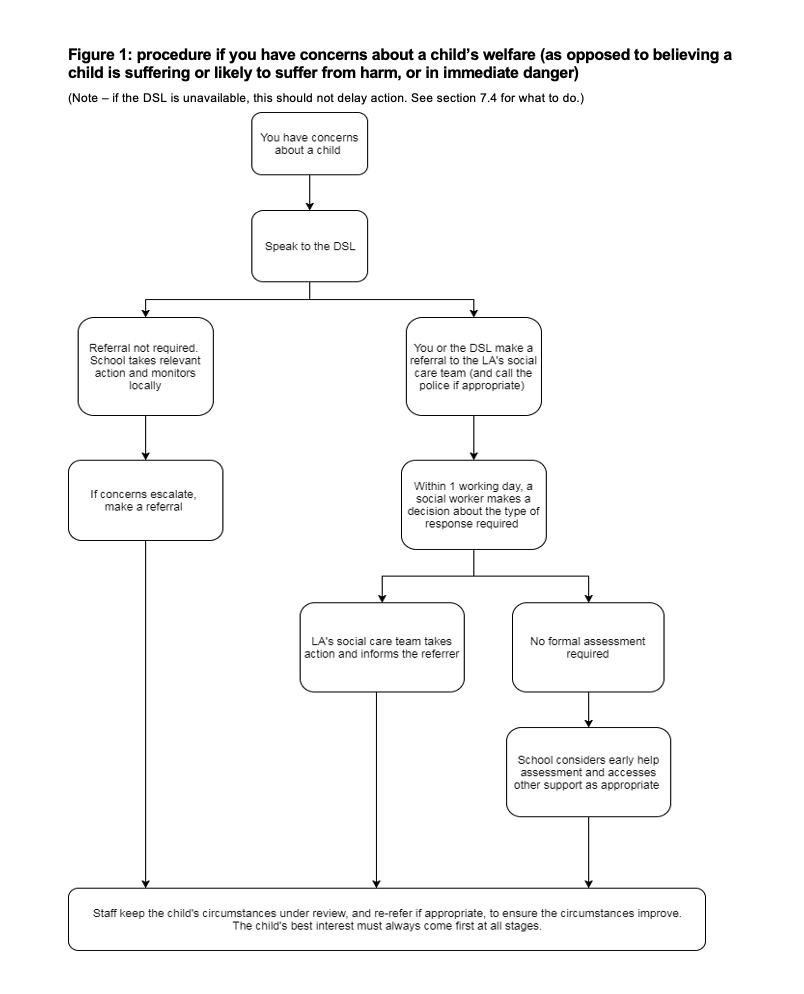 Figure 1: procedure if you have concerns about a child’s welfare (as opposed to believing a
child is suffering or likely to suffer from harm, or in immediate danger)
(Note – if the DSL is unavailable, this should not delay action. See section 7.4 for what to do.)
You have concerns
about a child
Speak to the DSL
Referral not required.
School takes relevant
action and monitors
locally
You or the DSL make a
referral to the LA's social
care team (and call the
police if appropriate)
If concerns escalate,
make a referral
Within 1 working day, a
social worker makes a
decision about the type of
response required
LA's social care team takes
action and informs the referrer
No formal assessment
required
School considers early help
assessment and accesses
other support as appropriate
Staff keep the child's circumstances under review, and re-refer if appropriate, to ensure the circumstances improve.
The child's best interest must always come first at all stages.